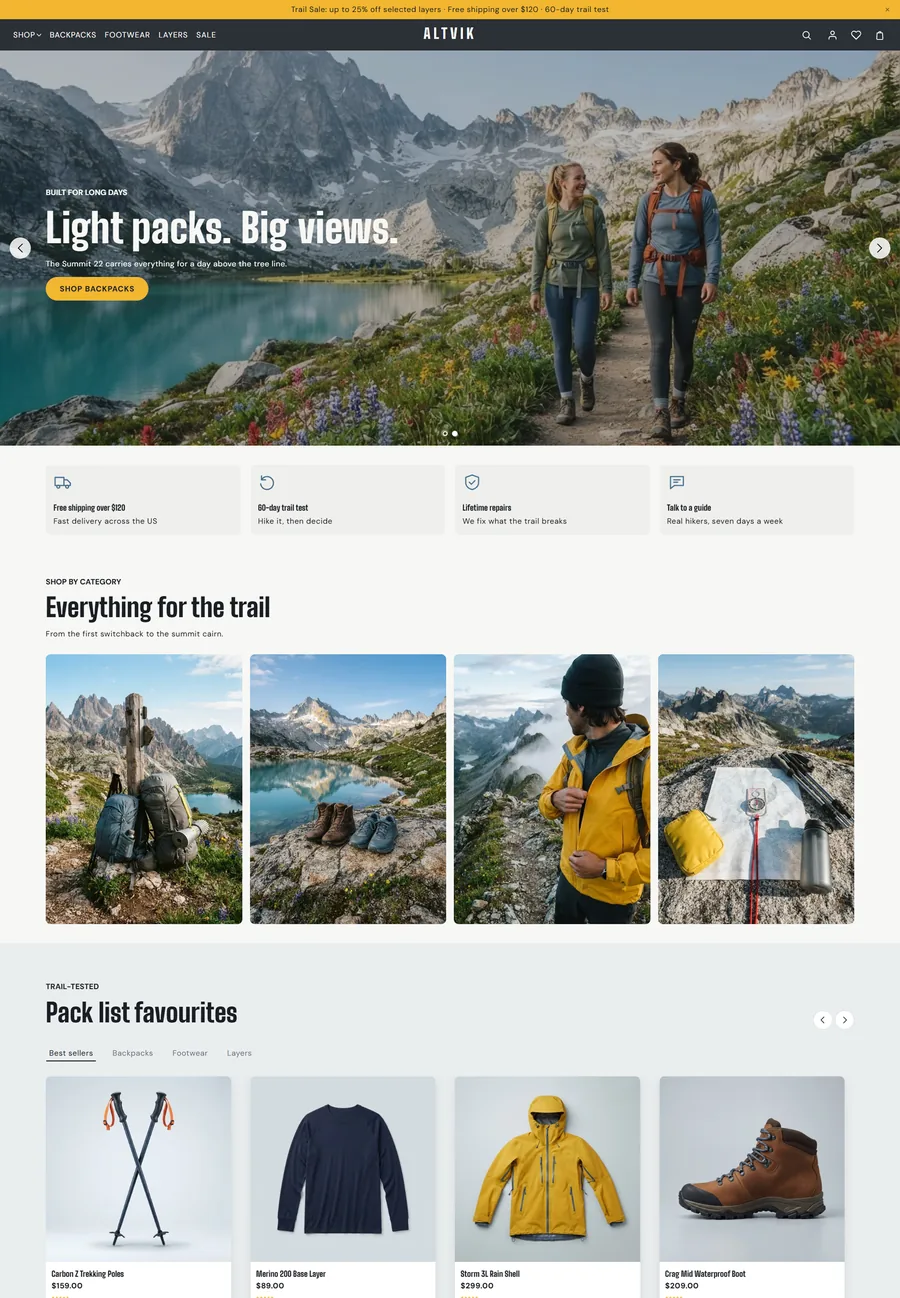 Trail Sale: up to 25% off selected layers · Free shipping over $120 · 60-day trail test
×
SHOP BACKPACKS FOOTWEAR LAYERS SALE
ALTVIK
BUILT FOR LONG DAYS
Light packs. Big views.
The Summit 22 carries everything for a day above the tree line.
SHOP BACKPACKS
Free shipping over $120
Fast delivery across the US
60-day trail test
Hike it, then decide
Lifetime repairs
We fix what the trail breaks
Talk to a guide
Real hikers, seven days a week
SHOP BY CATEGORY
Everything for the trail
From the first switchback to the summit cairn.
TRAIL-TESTED
Pack list favourites
Best sellers Backpacks Footwear Layers
Carbon Z Trekking Poles
$159.00
Merino 200 Base Layer
$89.00
Storm 3L Rain Shell
$299.00
Crag Mid Waterproof Boot
$209.00